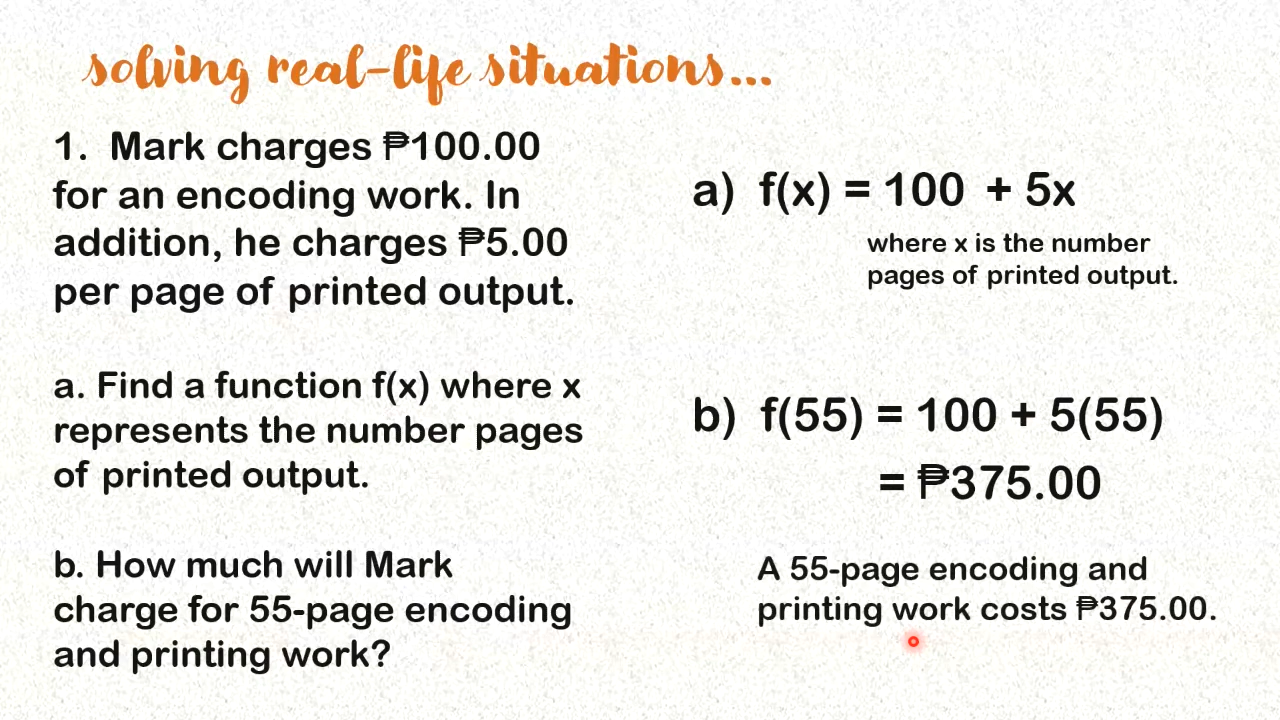 solving real-life situations...
1. Mark charges ₱100.00
for an encoding work. In
addition, he charges ₱5.00
per page of printed output.
a. Find a function f(x) where x
represents the number pages
of printed output.
b. How much will Mark
charge for 55-page encoding
and printing work?
a) f(x) = 100 + 5x
where x is the number
pages of printed output.
b) f(55) = 100 + 5(55)
= ₱375.00
A 55-page encoding and
printing work costs ₱375.00.